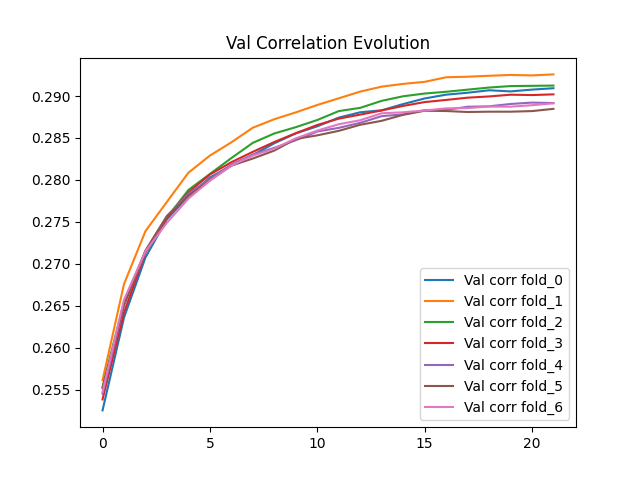 Val Correlation Evolution
0.290
0.285
0.280
0.275
0.270
0.265
0.260
0.255
0
5
10
15
20
Val corr fold_0
Val corr fold_1
Val corr fold_2
Val corr fold_3
Val corr fold_4
Val corr fold_5
Val corr fold_6